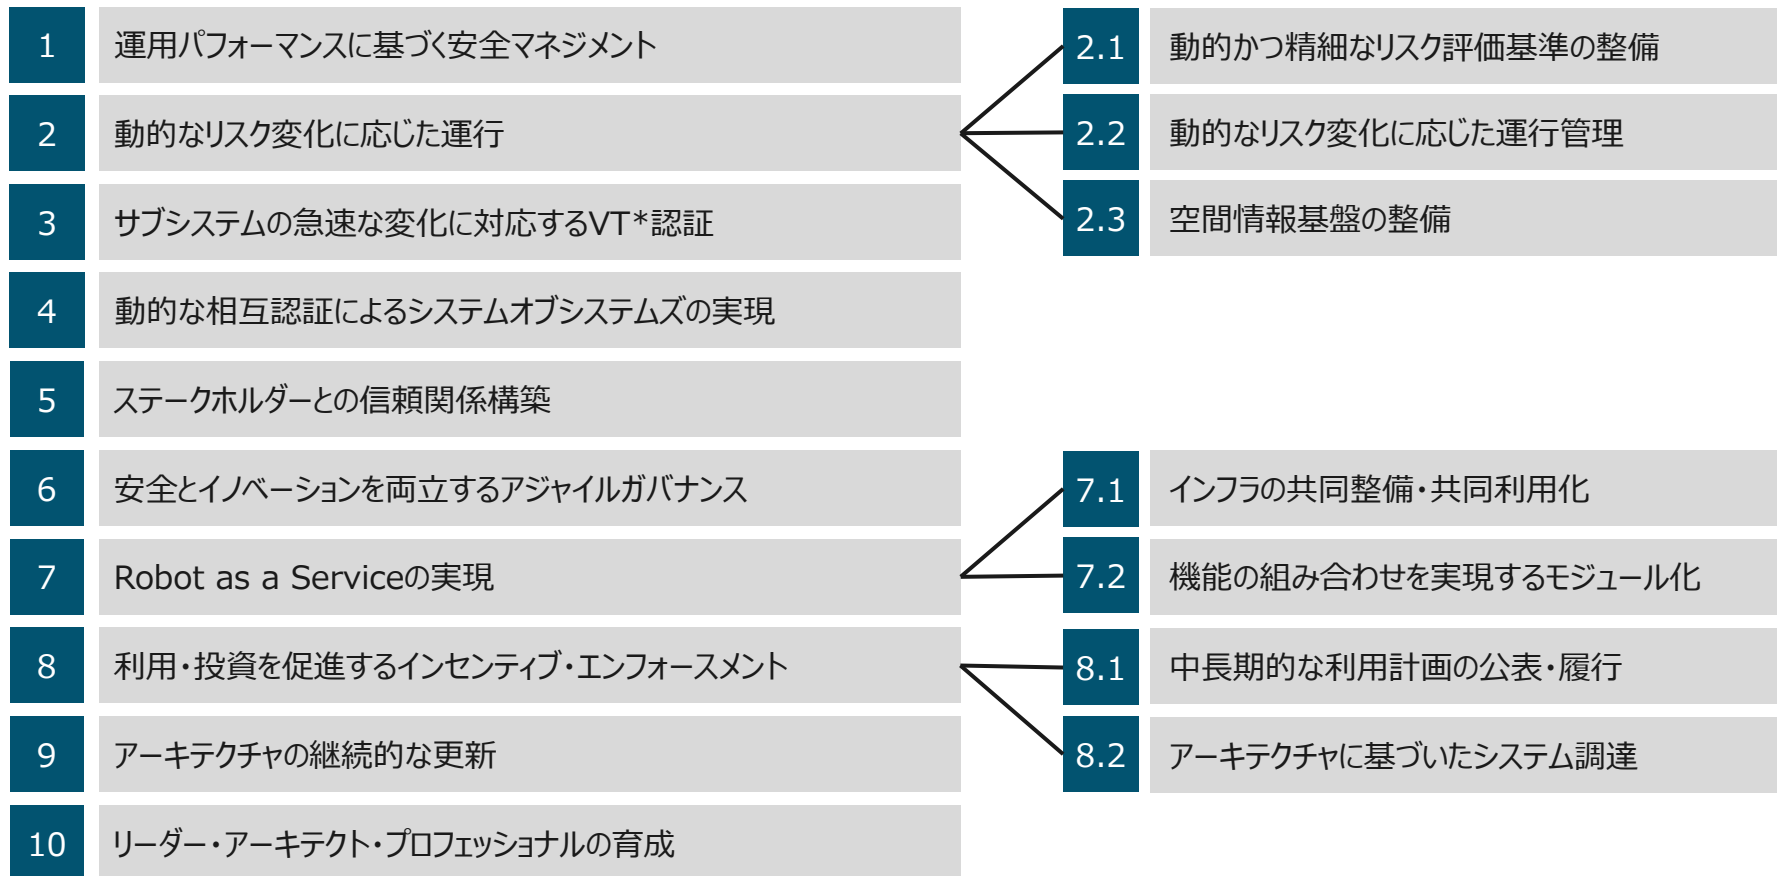 1 運用パフォーマンスに基づく安全マネジメント
2 動的なリスク変化に応じた運行
2.1 動的かつ精細なリスク評価基準の整備
2.2 動的なリスク変化に応じた運行管理
2.3 空間情報基盤の整備
3 サブシステムの急速な変化に対応するVT*認証
4 動的な相互認証によるシステムオブシステムズの実現
5 ステークホルダーとの信頼関係構築
6 安全とイノベーションを両立するアジャイルガバナンス
7 Robot as a Serviceの実現
7.1 インフラの共同整備・共同利用化
7.2 機能の組み合わせを実現するモジュール化
8 利用・投資を促進するインセンティブ・エンフォースメント
8.1 中長期的な利用計画の公表・履行
8.2 アーキテクチャに基づいたシステム調達
9 アーキテクチャの継続的な更新
10 リーダー・アーキテクト・プロフェッショナルの育成